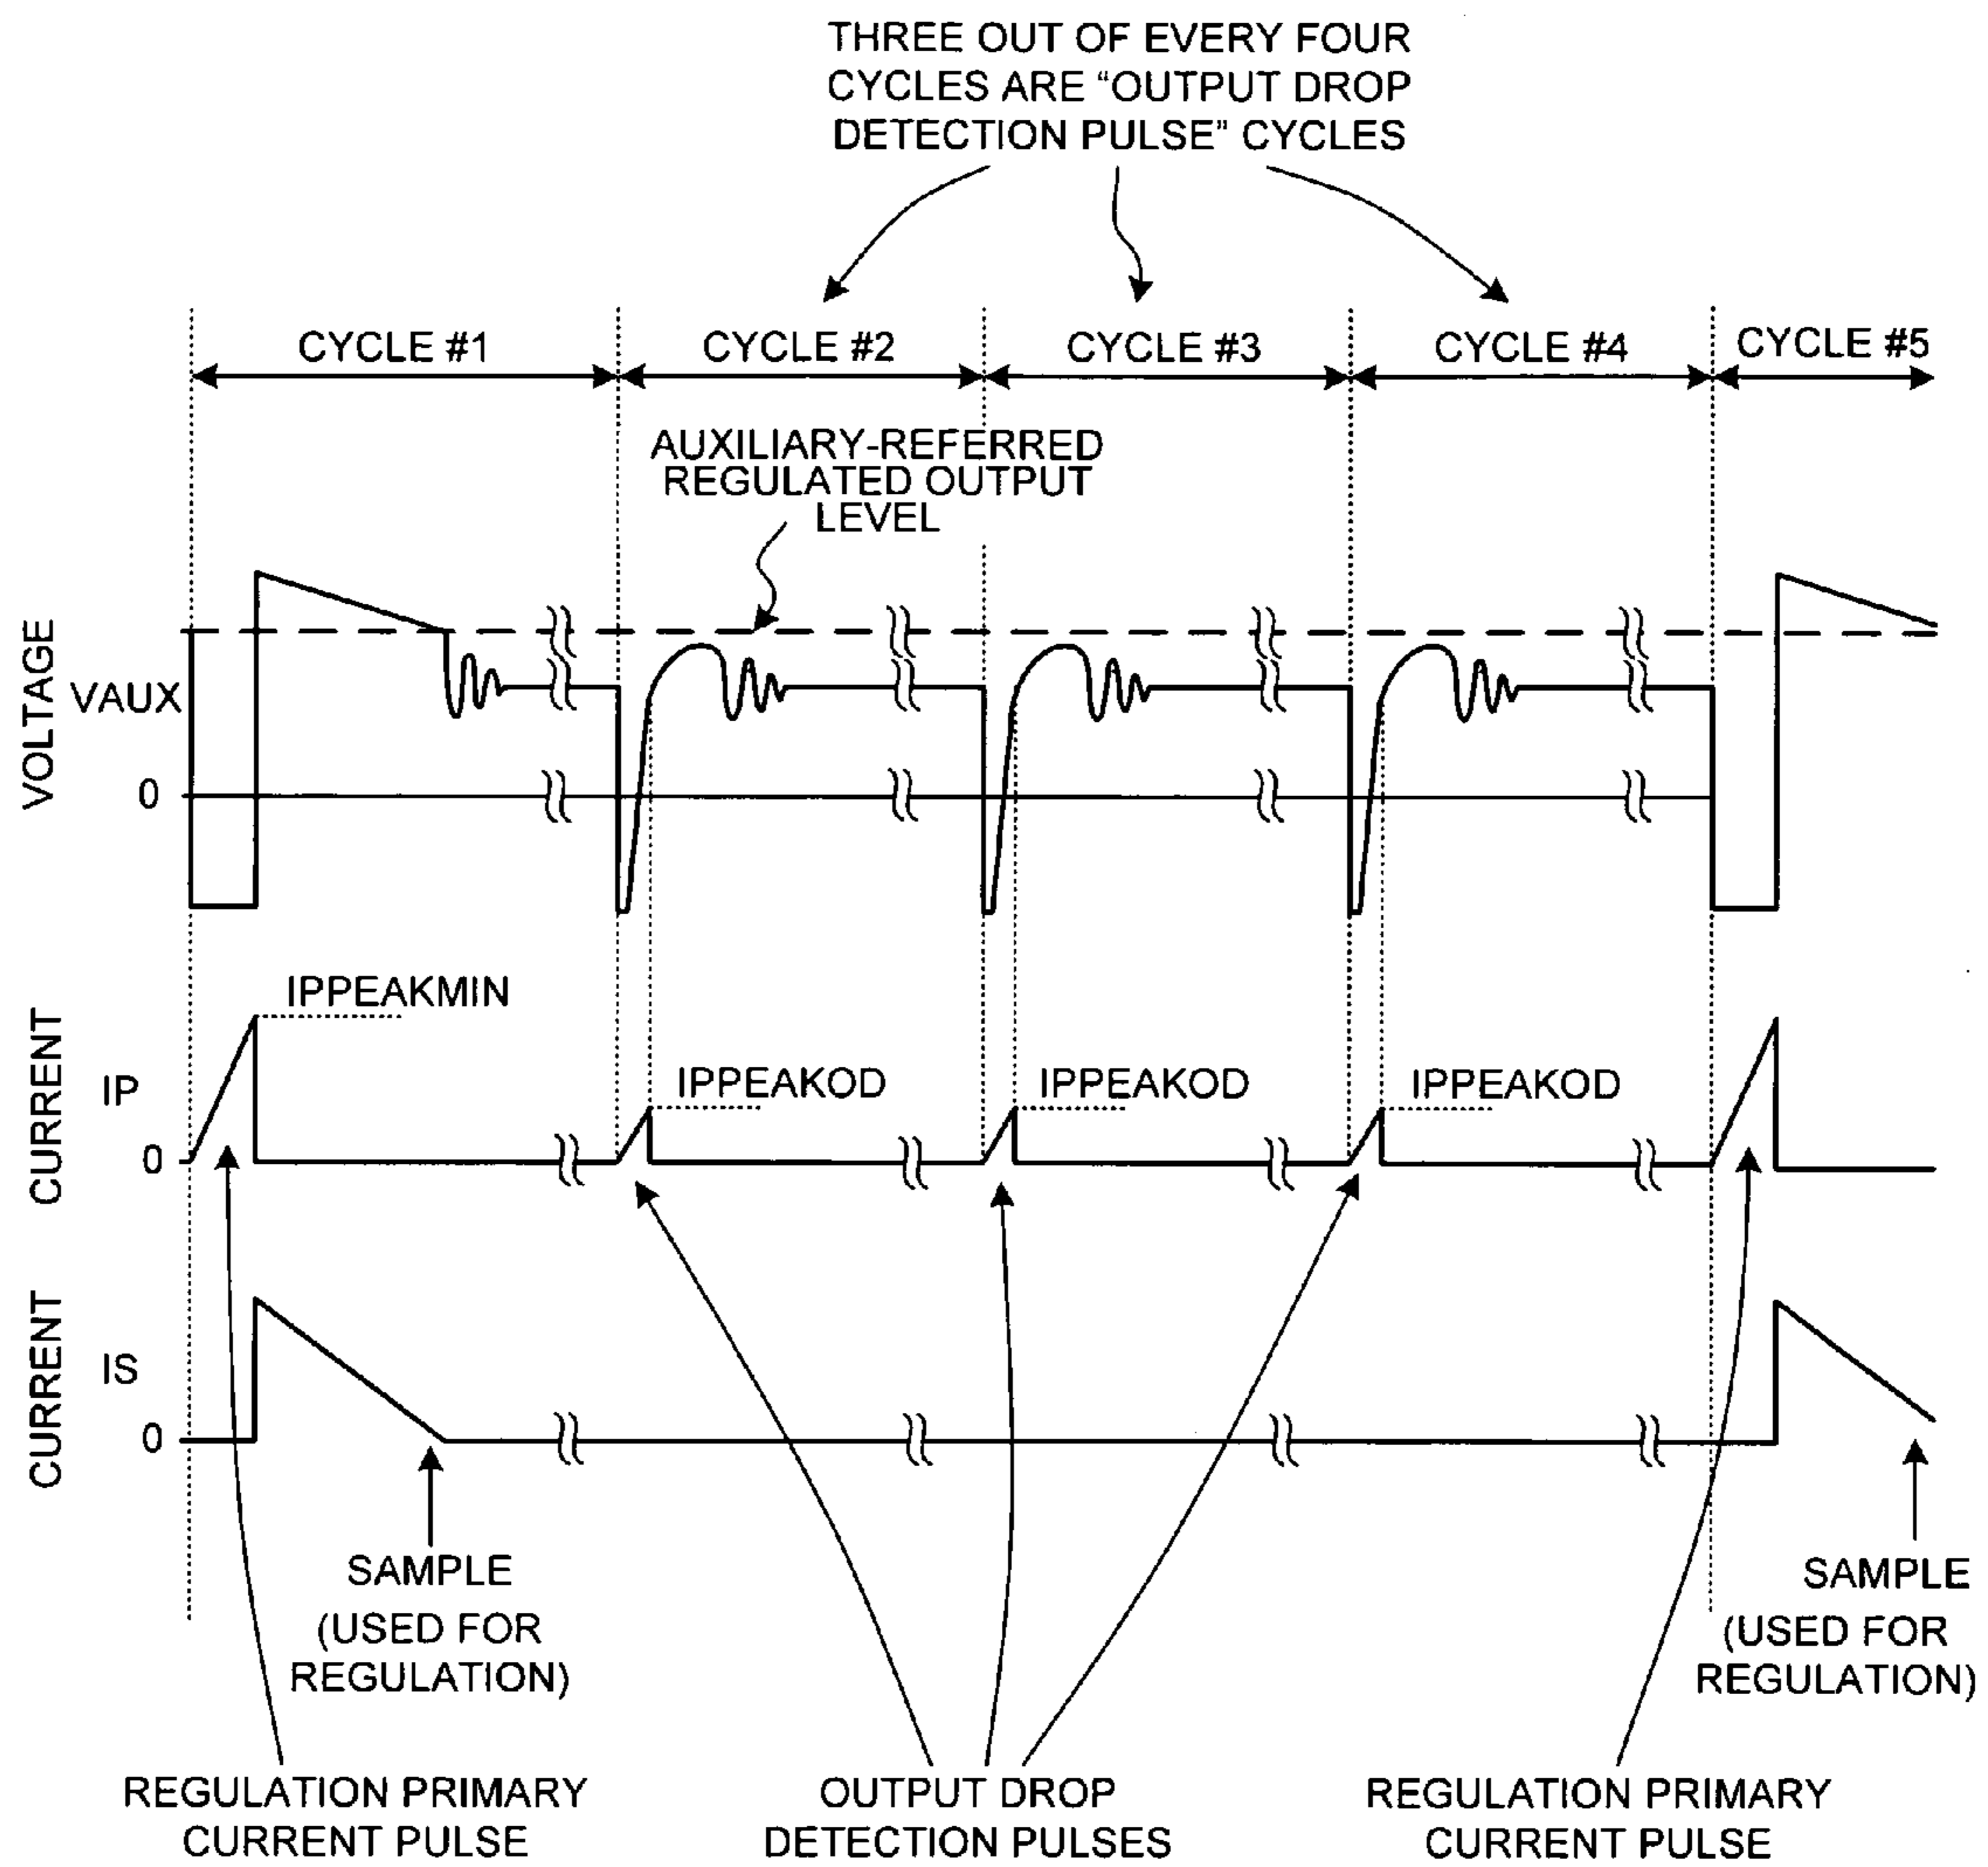 THREE OUT OF EVERY FOUR
CYCLES ARE “OUTPUT DROP
DETECTION PULSE” CYCLES
CYCLE #1
CYCLE #2
CYCLE #3
CYCLE #4
CYCLE #5
AUXILIARY-REFERRED
REGULATED OUTPUT
LEVEL
VOLTAGE
VAUX
0
IPPEAKMIN
CURRENT
IP
IPPEAKOD
IPPEAKOD
IPPEAKOD
0
CURRENT
IS
0
SAMPLE
(USED FOR
REGULATION)
SAMPLE
(USED FOR
REGULATION)
REGULATION PRIMARY
CURRENT PULSE
OUTPUT DROP
DETECTION PULSES
REGULATION PRIMARY
CURRENT PULSE